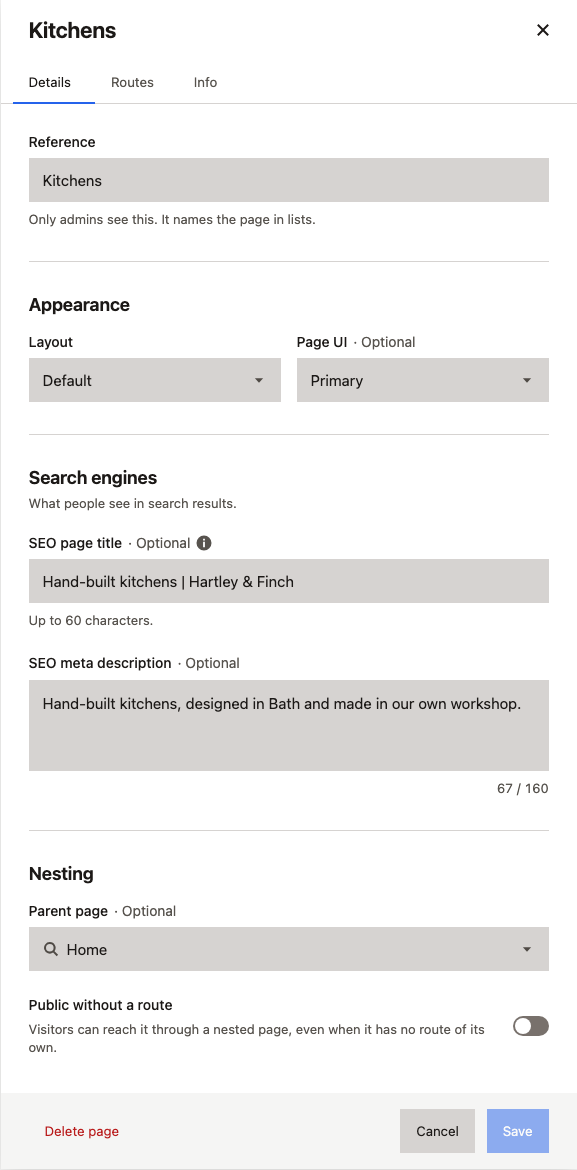 Kitchens
Details Routes Info
Reference
Kitchens
Only admins see this. It names the page in lists.
Appearance
Layout Page UI · Optional
Default Primary
Search engines
What people see in search results.
SEO page title · Optional
Hand-built kitchens | Hartley & Finch
Up to 60 characters.
SEO meta description · Optional
Hand-built kitchens, designed in Bath and made in our own workshop.
67 / 160
Nesting
Parent page · Optional
Home
Public without a route
Visitors can reach it through a nested page, even when it has no route of its
own.
Delete page Cancel Save